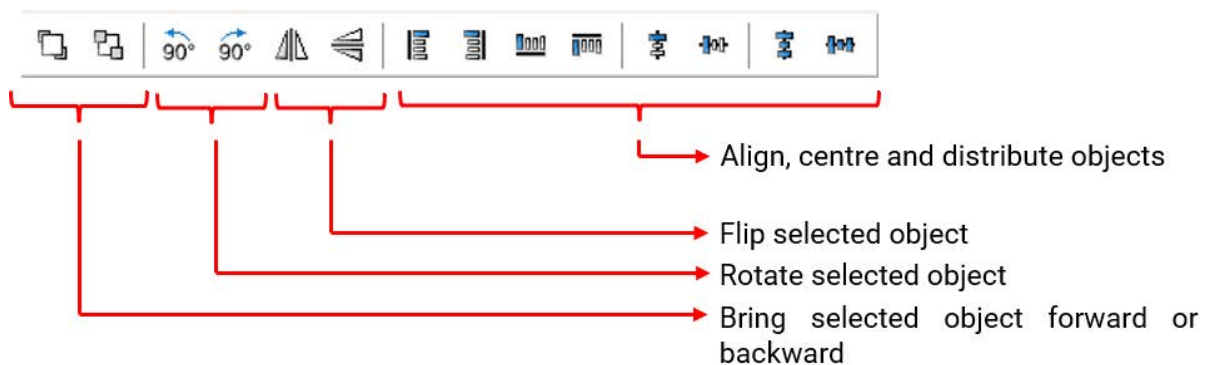 90° 90°
Align, centre and distribute objects
Flip selected object
Rotate selected object
Bring selected object forward or
backward